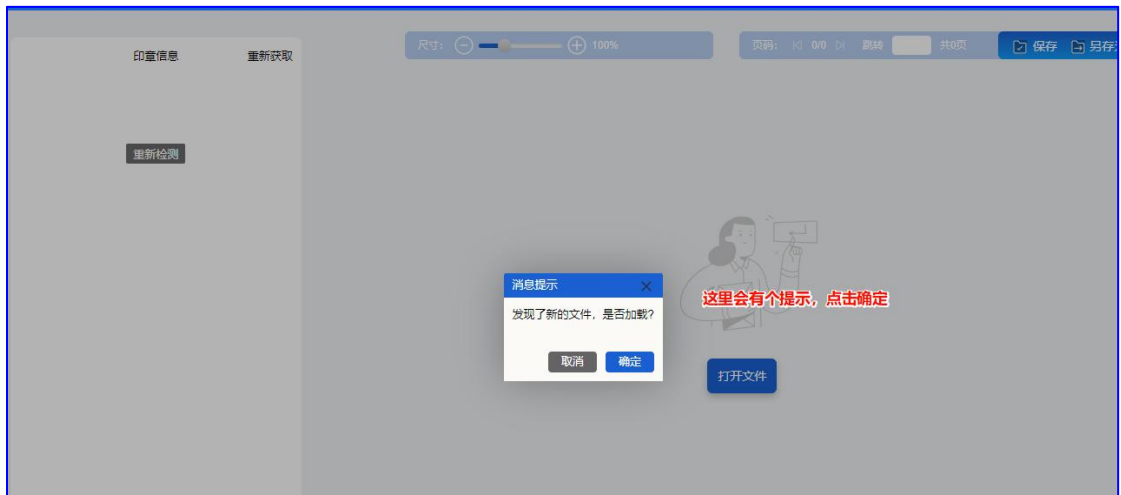 印章信息 重新获取
尺寸: 100%
页码: 0/0 跳转 共0页
保存 另存
重新检测
消息提示
发现了新的文件，是否加载?
取消 确定
这里会有个提示，点击确定
打开文件